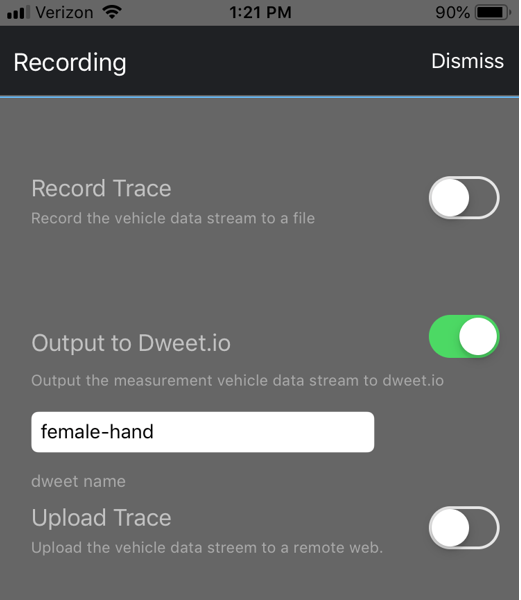 Verizon 1:21 PM 90%
Recording Dismiss
Record Trace
Record the vehicle data stream to a file
Output to Dweet.io
Output the measurement vehicle data stream to dweet.io
female-hand
dweet name
Upload Trace
Upload the vehicle data streem to a remote web.